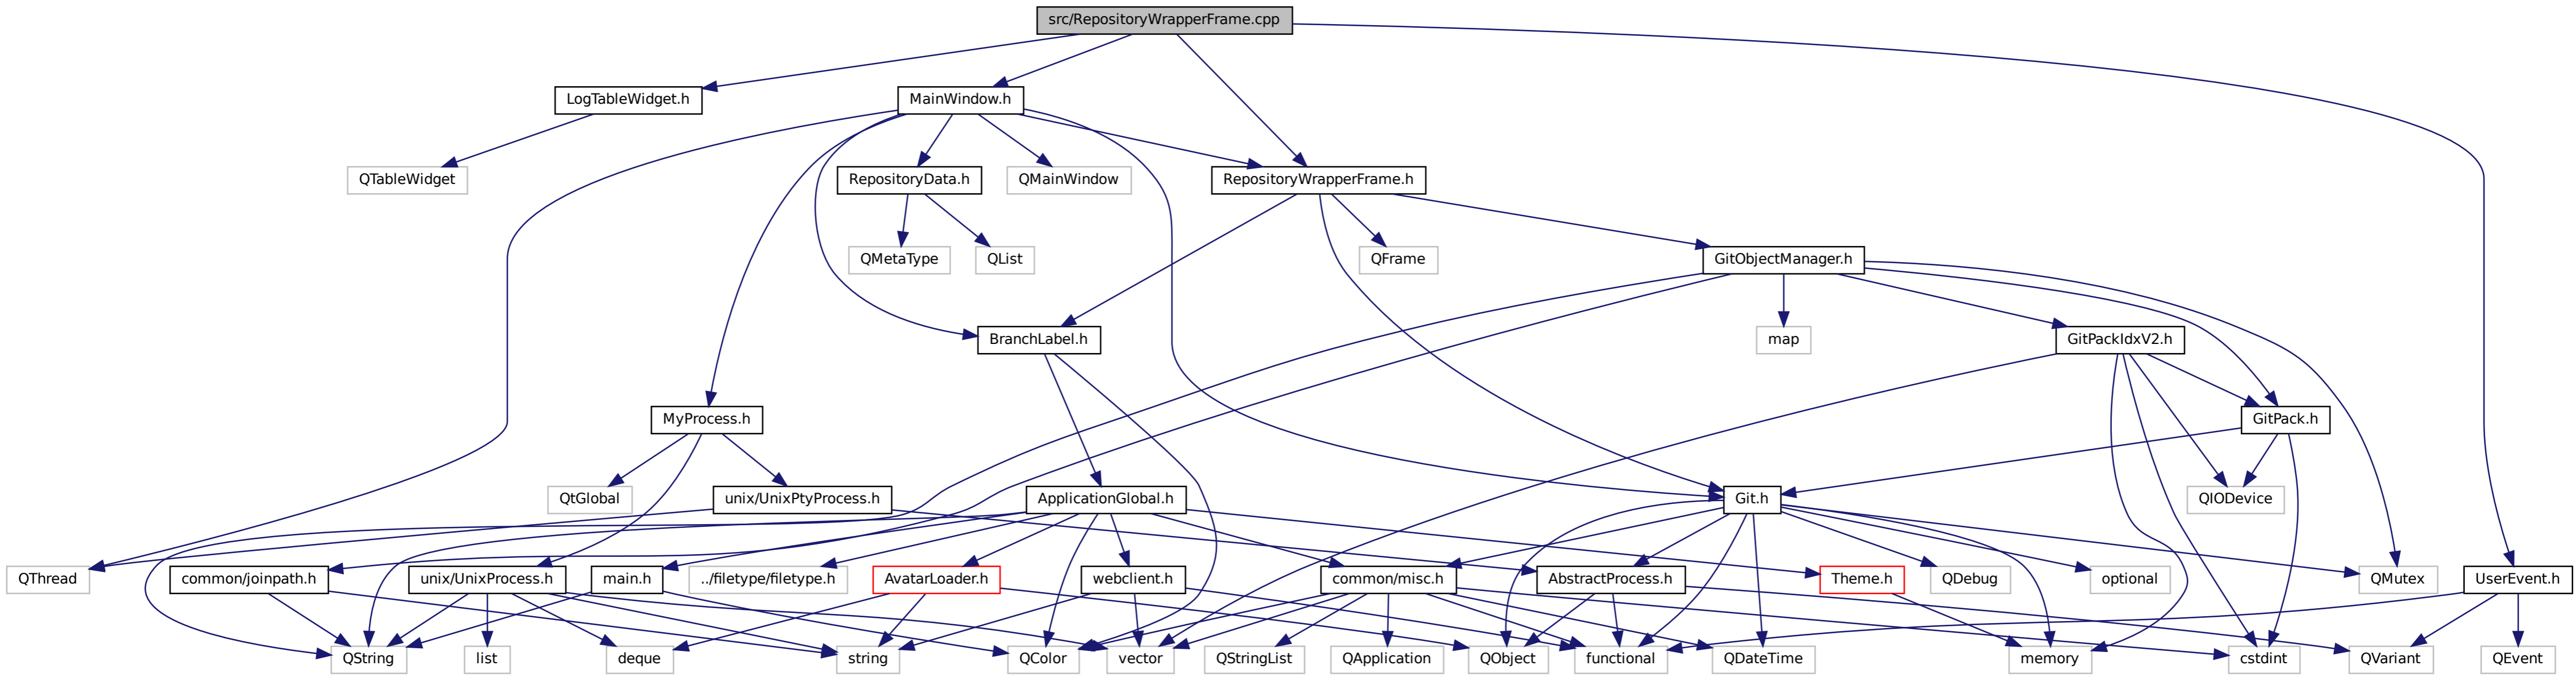 src/RepositoryWrapperFrame.cpp
LogTableWidget.h
MainWindow.h
QTableWidget
RepositoryData.h
QMainWindow
RepositoryWrapperFrame.h
QMetaType
QList
QFrame
GitObjectManager.h
BranchLabel.h
map
GitPackIdxV2.h
MyProcess.h
GitPack.h
QtGlobal
unix/UnixPtyProcess.h
ApplicationGlobal.h
Git.h
QIODevice
QThread
common/joinpath.h
unix/UnixProcess.h
main.h
../filetype/filetype.h
AvatarLoader.h
webclient.h
common/misc.h
AbstractProcess.h
Theme.h
QDebug
optional
QMutex
UserEvent.h
QString
list
deque
string
QColor
vector
QStringList
QApplication
QObject
functional
QDateTime
memory
cstdint
QVariant
QEvent